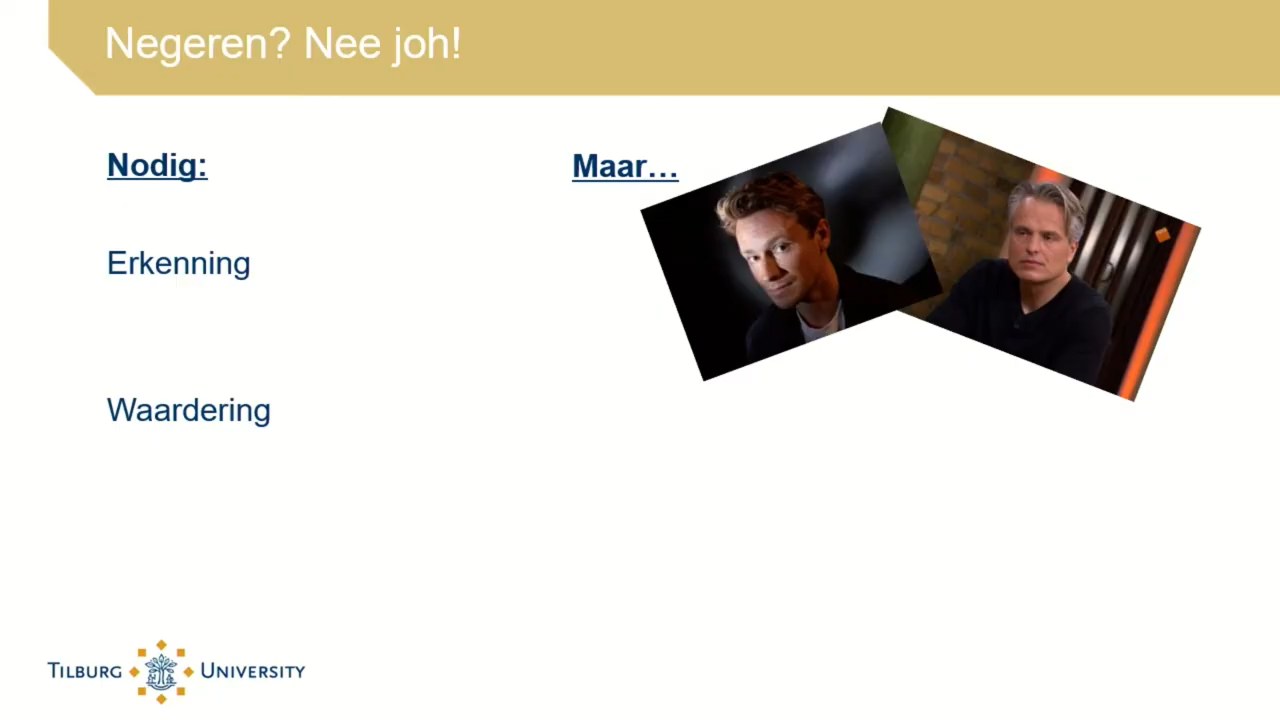 Negeren? Nee joh!
Nodig:
Maar…
Erkenning
Waardering
TILBURG UNIVERSITY